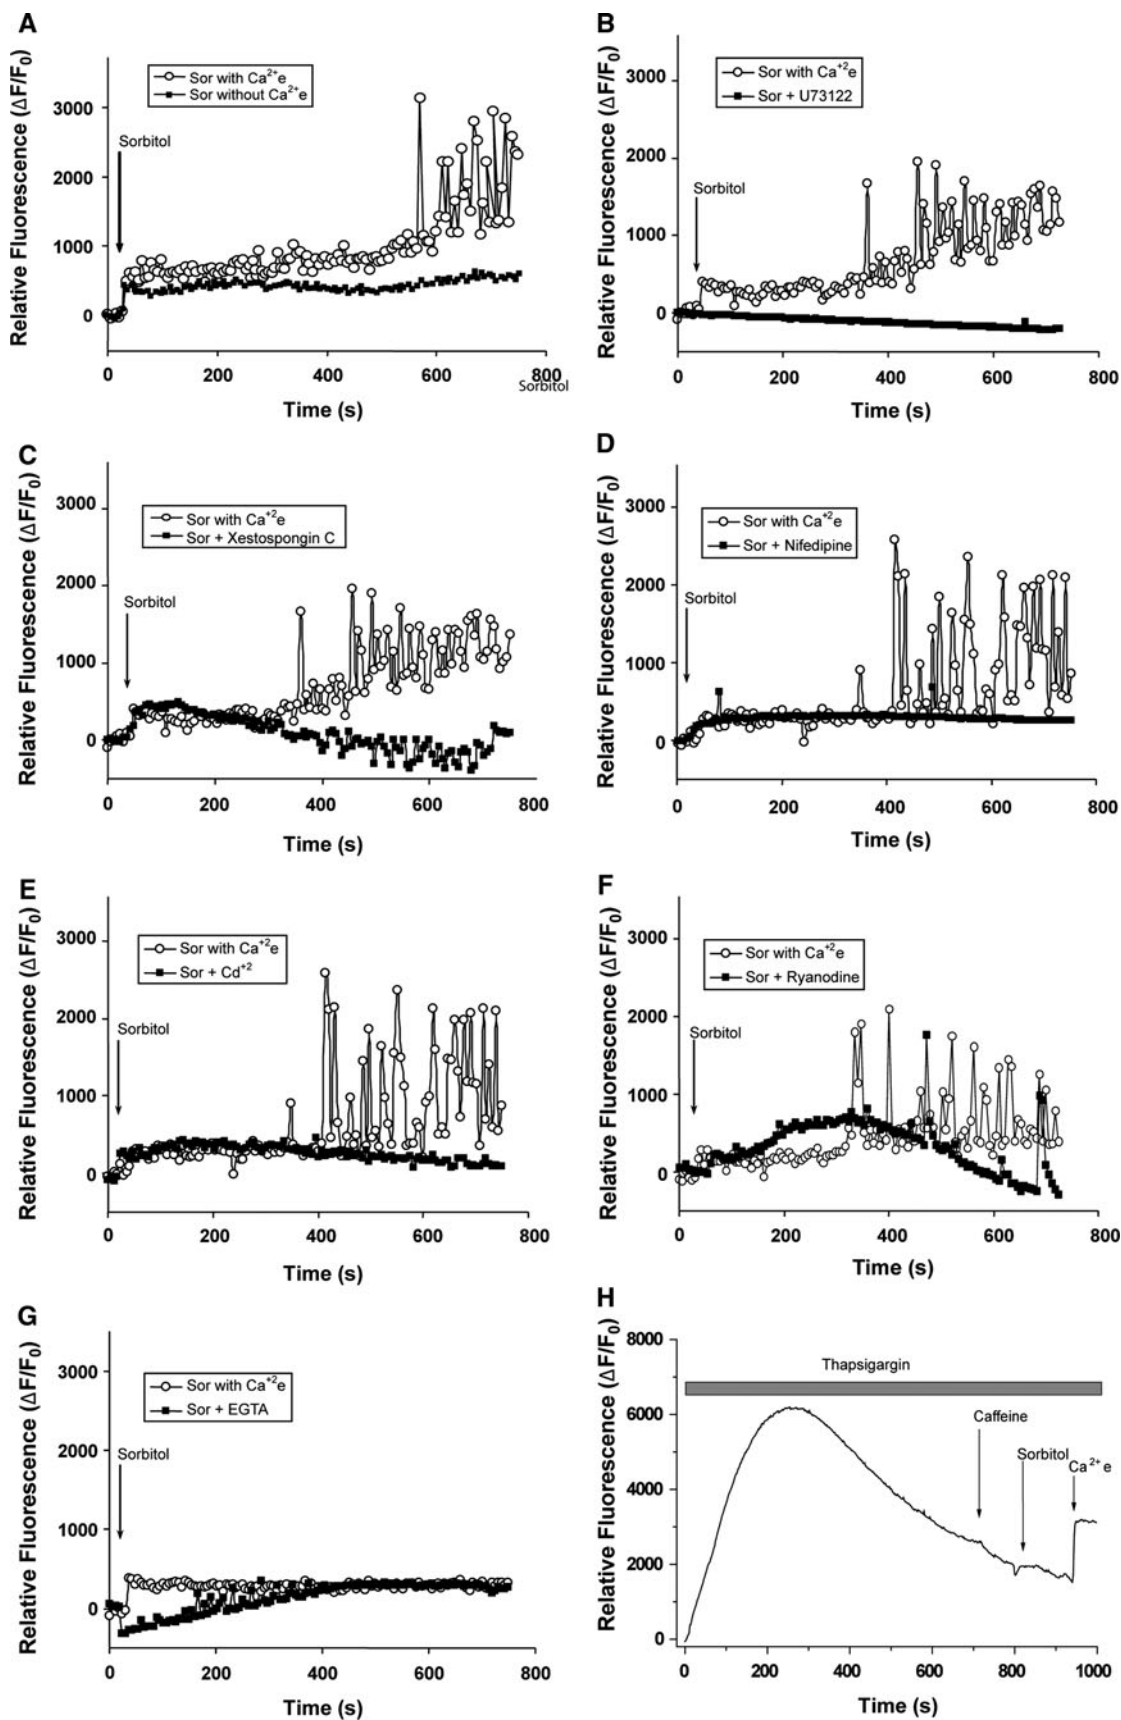 A
Relative Fluorescence (ΔF/F0)
Sor with Ca2+e
Sor without Ca2+e
Sorbitol
3000
2000
1000
0
0 200 400 600 800
Sorbitol
Time (s)
B
Relative Fluorescence (ΔF/F0)
Sor with Ca+2e
Sor + U73122
Sorbitol
3000
2000
1000
0
0 200 400 600 800
Time (s)
C
Relative Fluorescence (ΔF/F0)
Sor with Ca+2e
Sor + Xestospongin C
Sorbitol
3000
2000
1000
0
0 200 400 600 800
Time (s)
D
Relative Fluorescence (ΔF/F0)
Sor with Ca+2e
Sor + Nifedipine
Sorbitol
3000
2000
1000
0
0 200 400 600 800
Time (s)
E
Relative Fluorescence (ΔF/F0)
Sor with Ca+2e
Sor + Cd+2
Sorbitol
3000
2000
1000
0
0 200 400 600 800
Time (s)
F
Relative Fluorescence (ΔF/F0)
Sor with Ca+2e
Sor + Ryanodine
Sorbitol
3000
2000
1000
0
0 200 400 600 800
Time (s)
G
Relative Fluorescence (ΔF/F0)
Sor with Ca+2e
Sor + EGTA
Sorbitol
3000
2000
1000
0
0 200 400 600 800
Time (s)
H
Relative Fluorescence (ΔF/F0)
Thapsigargin
Caffeine
Sorbitol
Ca2+ e
8000
6000
4000
2000
0
0 200 400 600 800 1000
Time (s)